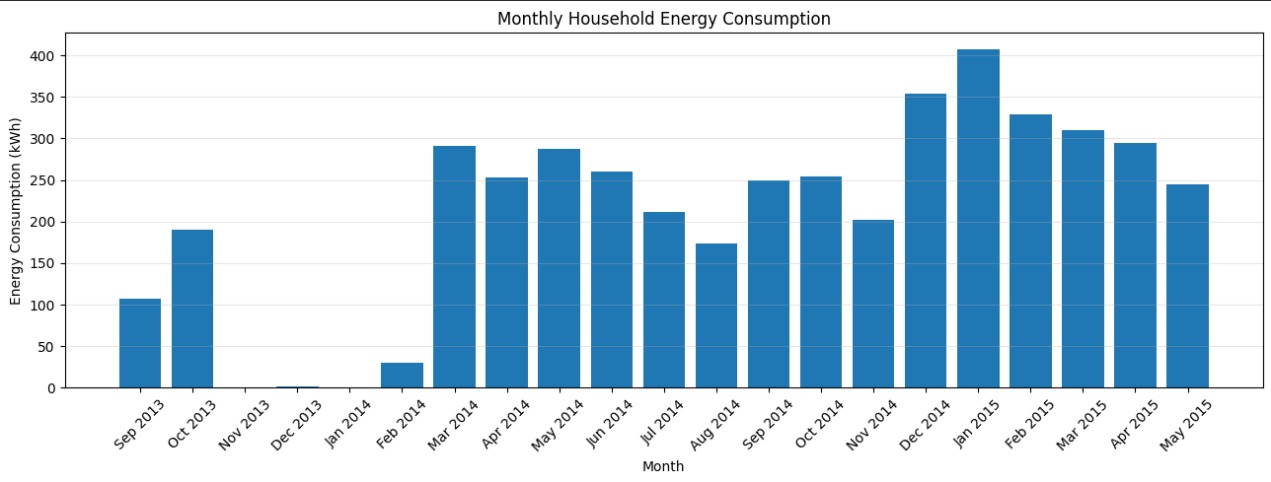 Monthly Household Energy Consumption
Energy Consumption (kWh)
400
350
300
250
200
150
100
50
0
Sep 2013
Oct 2013
Nov 2013
Dec 2013
Jan 2014
Feb 2014
Mar 2014
Apr 2014
May 2014
Jun 2014
Jul 2014
Aug 2014
Sep 2014
Oct 2014
Nov 2014
Dec 2014
Jan 2015
Feb 2015
Mar 2015
Apr 2015
May 2015
Month